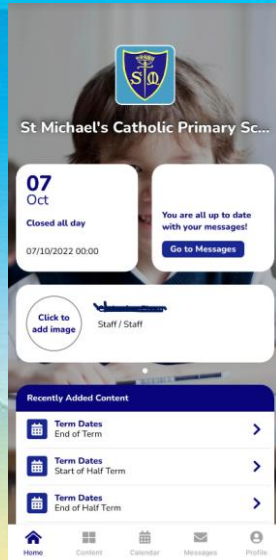 SM
St Michael's Catholic Primary Sc...
07
Oct
Closed all day
07/10/2022 00:00
You are all up to date
with your messages!
Go to Messages
Click to
add image
Staff / Staff
Recently Added Content
Term Dates
End of Term
Term Dates
Start of Half Term
Term Dates
End of Half Term
Home Content Calendar Messages Profile